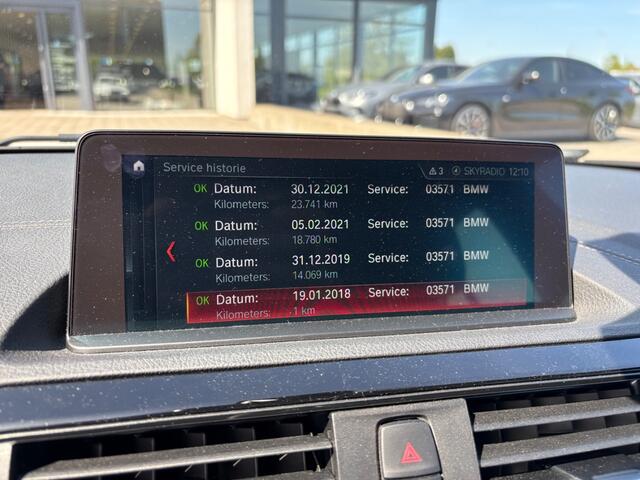 Service historie 3 SKYRADIO 12:10
OK Datum: 30.12.2021 Service: 03571 BMW
Kilometers: 23.741 km
OK Datum: 05.02.2021 Service: 03571 BMW
Kilometers: 18.780 km
OK Datum: 31.12.2019 Service: 03571 BMW
Kilometers: 14.069 km
OK Datum: 19.01.2018 Service: 03571 BMW
Kilometers: 1 km